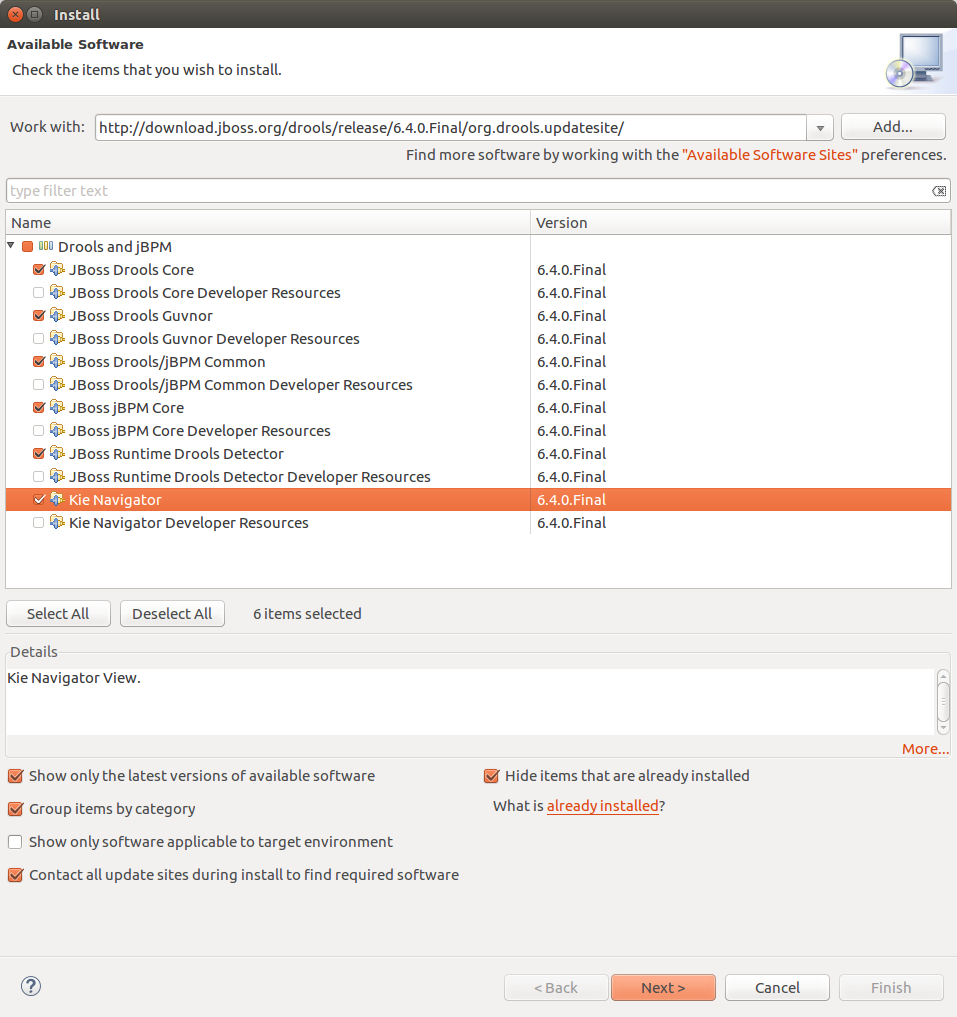 Install
Available Software
Check the items that you wish to install.
Work with: http://download.jboss.org/drools/release/6.4.0.Final/org.drools.updatesite/ Add...
Find more software by working with the "Available Software Sites" preferences.
type filter text
Name Version
Drools and jBPM
JBoss Drools Core 6.4.0.Final
JBoss Drools Core Developer Resources 6.4.0.Final
JBoss Drools Guvnor 6.4.0.Final
JBoss Drools Guvnor Developer Resources 6.4.0.Final
JBoss Drools/jBPM Common 6.4.0.Final
JBoss Drools/jBPM Common Developer Resources 6.4.0.Final
JBoss jBPM Core 6.4.0.Final
JBoss jBPM Core Developer Resources 6.4.0.Final
JBoss Runtime Drools Detector 6.4.0.Final
JBoss Runtime Drools Detector Developer Resources 6.4.0.Final
Kie Navigator 6.4.0.Final
Kie Navigator Developer Resources 6.4.0.Final
Select All Deselect All 6 items selected
Details
Kie Navigator View.
More...
Show only the latest versions of available software Hide items that are already installed
Group items by category What is already installed?
Show only software applicable to target environment
Contact all update sites during install to find required software
? < Back Next > Cancel Finish